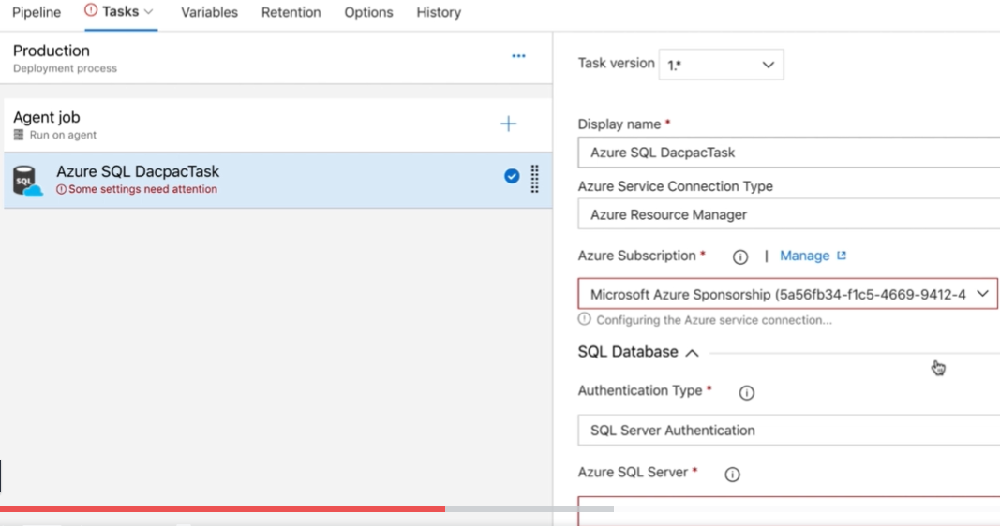 Pipeline Tasks Variables Retention Options History
Production
Deployment process
Agent job
Run on agent
SQL
Azure SQL DacpacTask
Some settings need attention
Task version 1.*
Display name *
Azure SQL DacpacTask
Azure Service Connection Type
Azure Resource Manager
Azure Subscription * | Manage
Microsoft Azure Sponsorship (5a56fb34-f1c5-4669-9412-4
Configuring the Azure service connection...
SQL Database
Authentication Type *
SQL Server Authentication
Azure SQL Server *